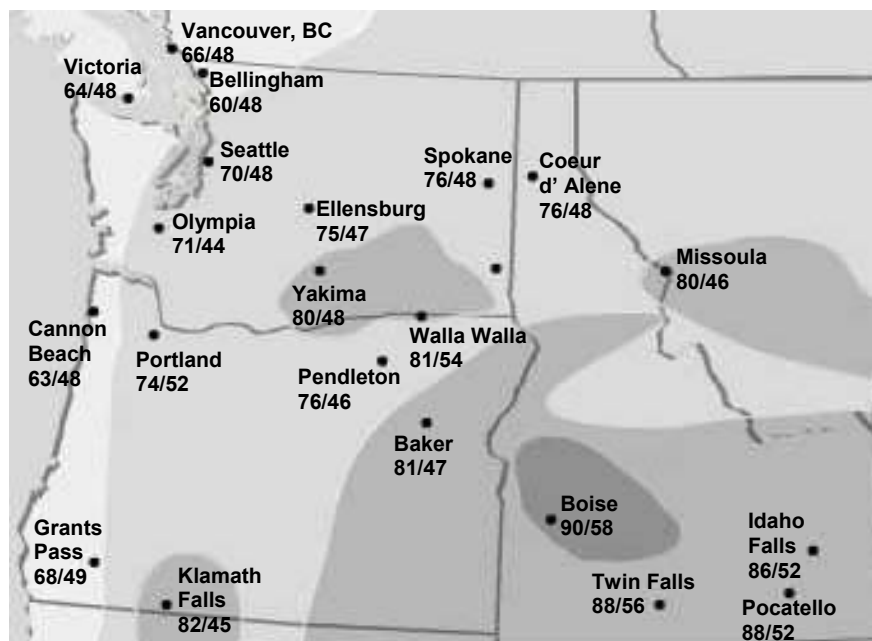 Vancouver, BC
66/48
Victoria
64/48
Bellingham
60/48
Seattle
70/48
Spokane
76/48
Coeur
d’ Alene
76/48
Ellensburg
75/47
Olympia
71/44
Missoula
80/46
Yakima
80/48
Cannon
Beach
63/48
Portland
74/52
Walla Walla
81/54
Pendleton
76/46
Baker
81/47
Boise
90/58
Idaho
Falls
86/52
Grants
Pass
68/49
Klamath
Falls
82/45
Twin Falls
88/56
Pocatello
88/52